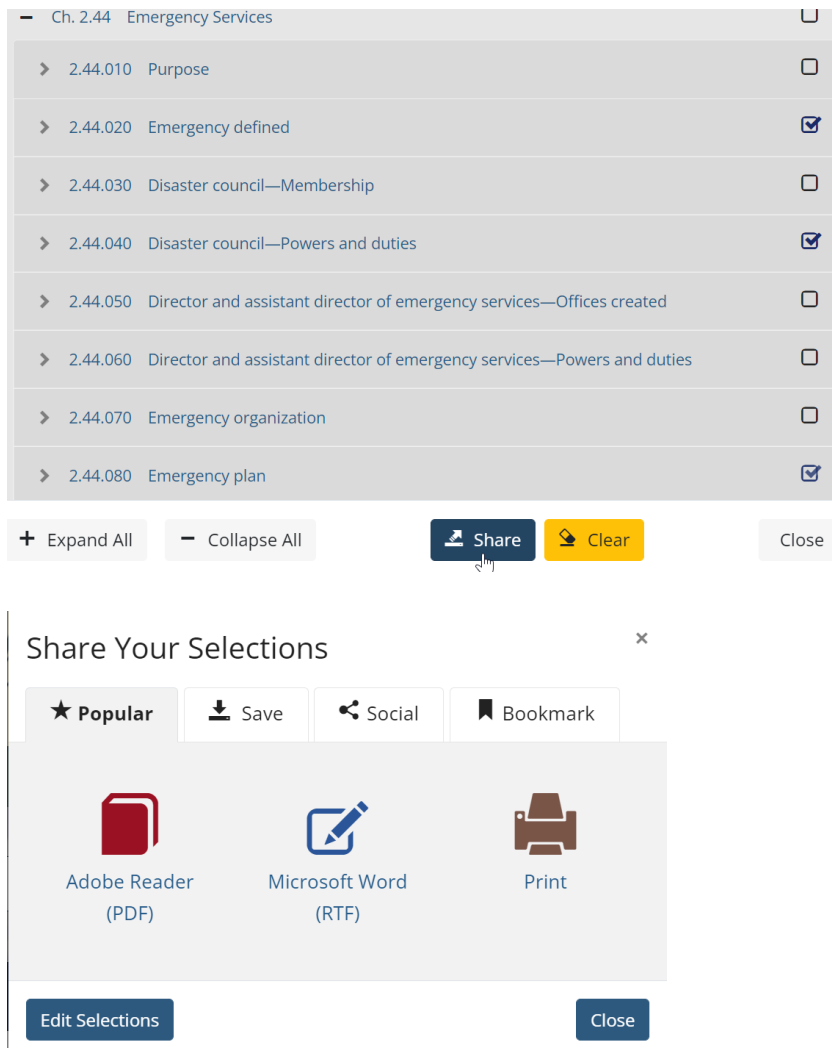 Ch. 2.44 Emergency Services
2.44.010 Purpose
2.44.020 Emergency defined
2.44.030 Disaster council—Membership
2.44.040 Disaster council—Powers and duties
2.44.050 Director and assistant director of emergency services—Offices created
2.44.060 Director and assistant director of emergency services—Powers and duties
2.44.070 Emergency organization
2.44.080 Emergency plan
Expand All Collapse All Share Clear Close
Share Your Selections ×
Popular Save Social Bookmark
Adobe Reader Microsoft Word Print
(PDF) (RTF)
Edit Selections Close